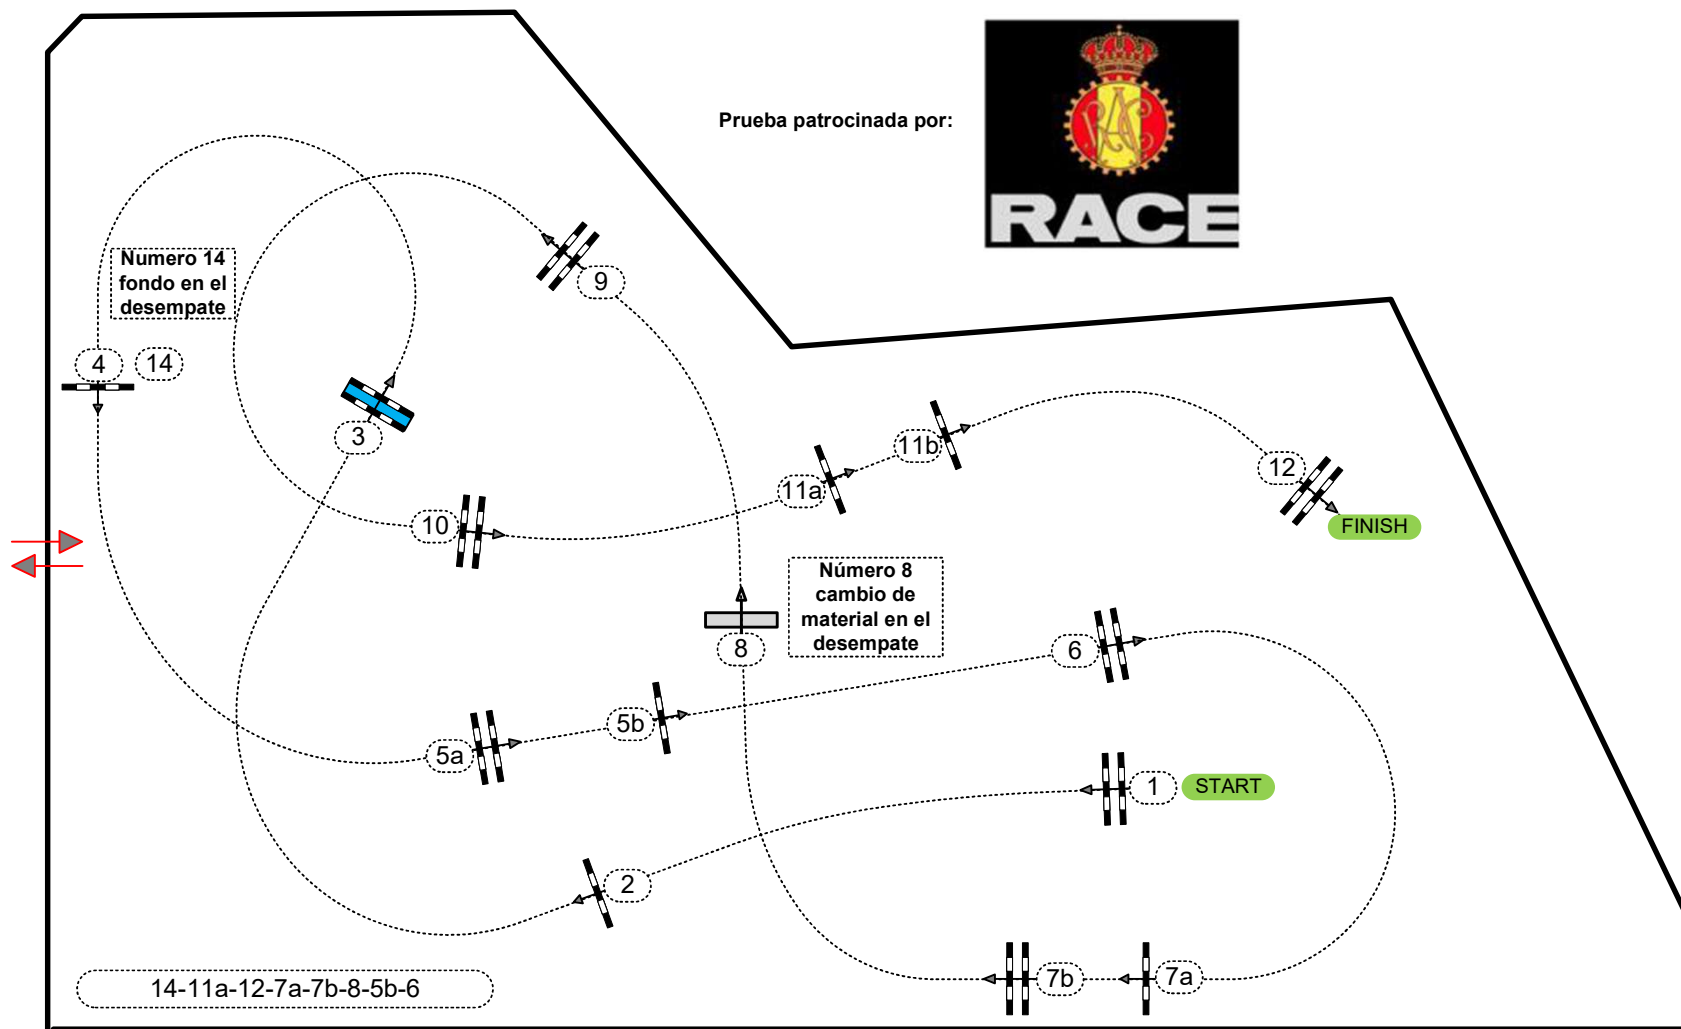 Prueba patrocinada por:
RACE
Numero 14
fondo en el
desempate
9
4
14
3
11b
12
11a
10
FINISH
Número 8
cambio de
material en el
desempate
8
6
5b
5a
1
START
2
7b
7a
14-11a-12-7a-7b-8-5b-6